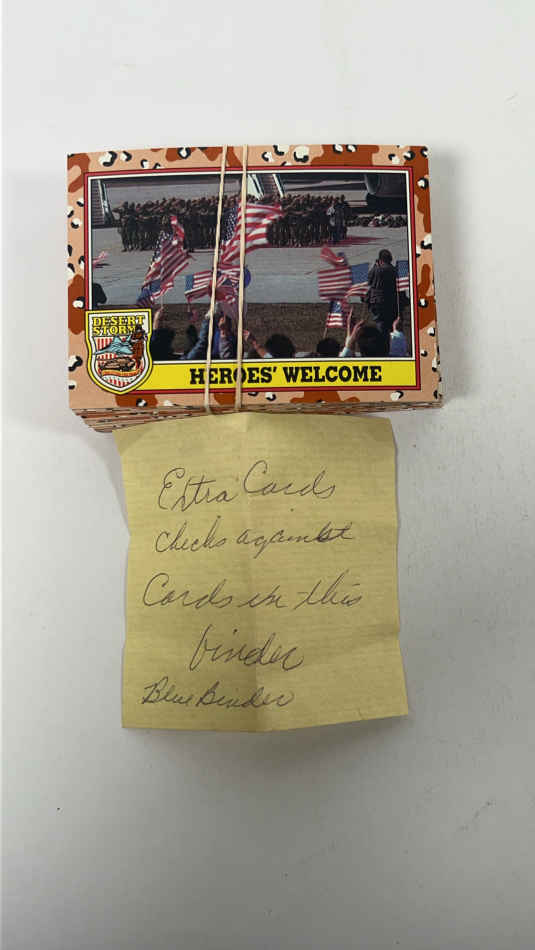 DESERT
STORM
HEROES' WELCOME
Extra Cards
checks against
Cards in this
binder
Blue Binder